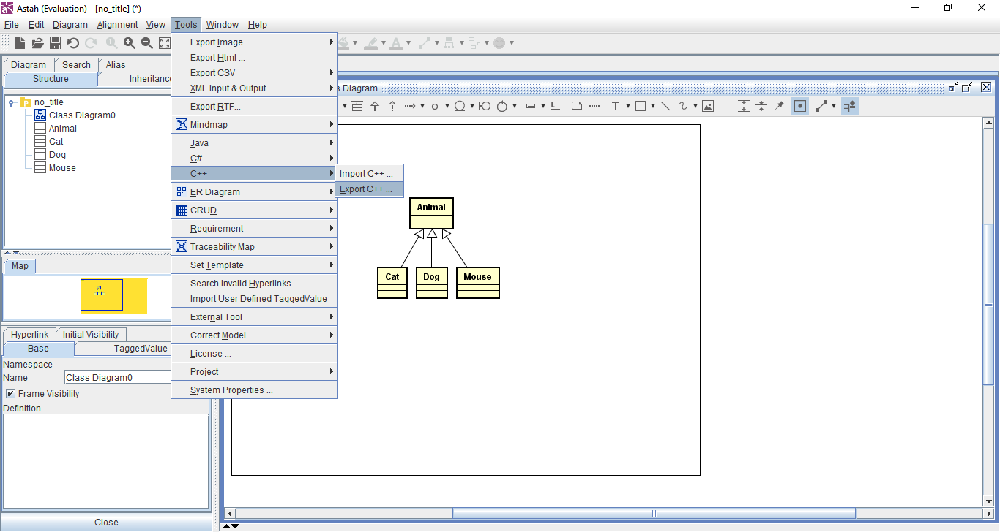 Astah (Evaluation) - [no_title] (*)
File Edit Diagram Alignment View Tools Window Help
Diagram Search Alias
Structure Inheritance
no_title
Class Diagram0
Animal
Cat
Dog
Mouse
Map
Hyperlink Initial Visibility
Base TaggedValue
Namespace
Name Class Diagram0
Frame Visibility
Definition
Close
Export Image
Export Html ...
Export CSV
XML Input & Output
Export RTF...
Mindmap
Java
C#
C++
ER Diagram
CRUD
Requirement
Traceability Map
Set Template
Search Invalid Hyperlinks
Import User Defined TaggedValue
External Tool
Correct Model
License ...
Project
System Properties ...
Import C++ ...
Export C++ ...
Diagram
Animal
Cat Dog Mouse